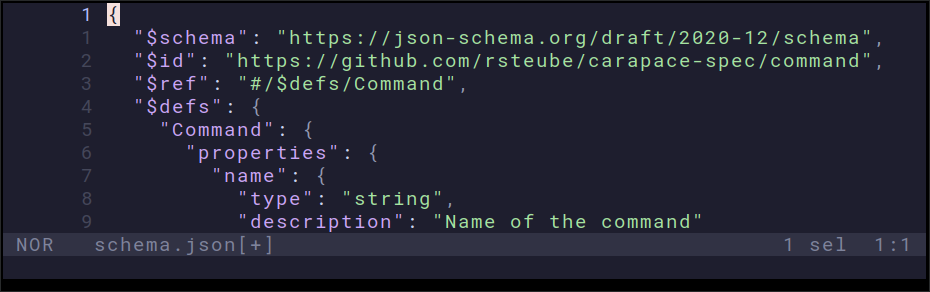 1 {
1 "$schema": "https://json-schema.org/draft/2020-12/schema",
2 "$id": "https://github.com/rsteube/carapace-spec/command",
3 "$ref": "#/$defs/Command",
4 "$defs": {
5 "Command": {
6 "properties": {
7 "name": {
8 "type": "string",
9 "description": "Name of the command"
NOR schema.json[+] 1 sel 1:1